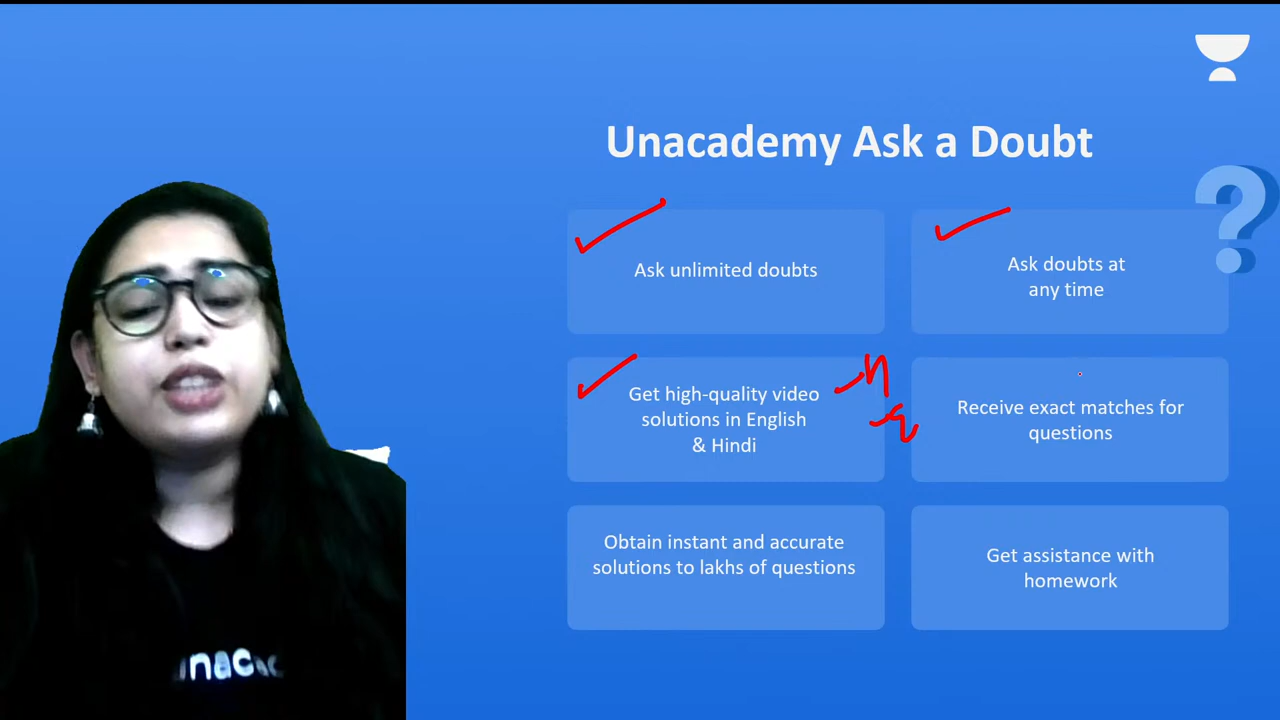 Unacademy Ask a Doubt
Ask unlimited doubts
Ask doubts at
any time
Get high-quality video
solutions in English
& Hindi
Receive exact matches for
questions
Obtain instant and accurate
solutions to lakhs of questions
Get assistance with
homework